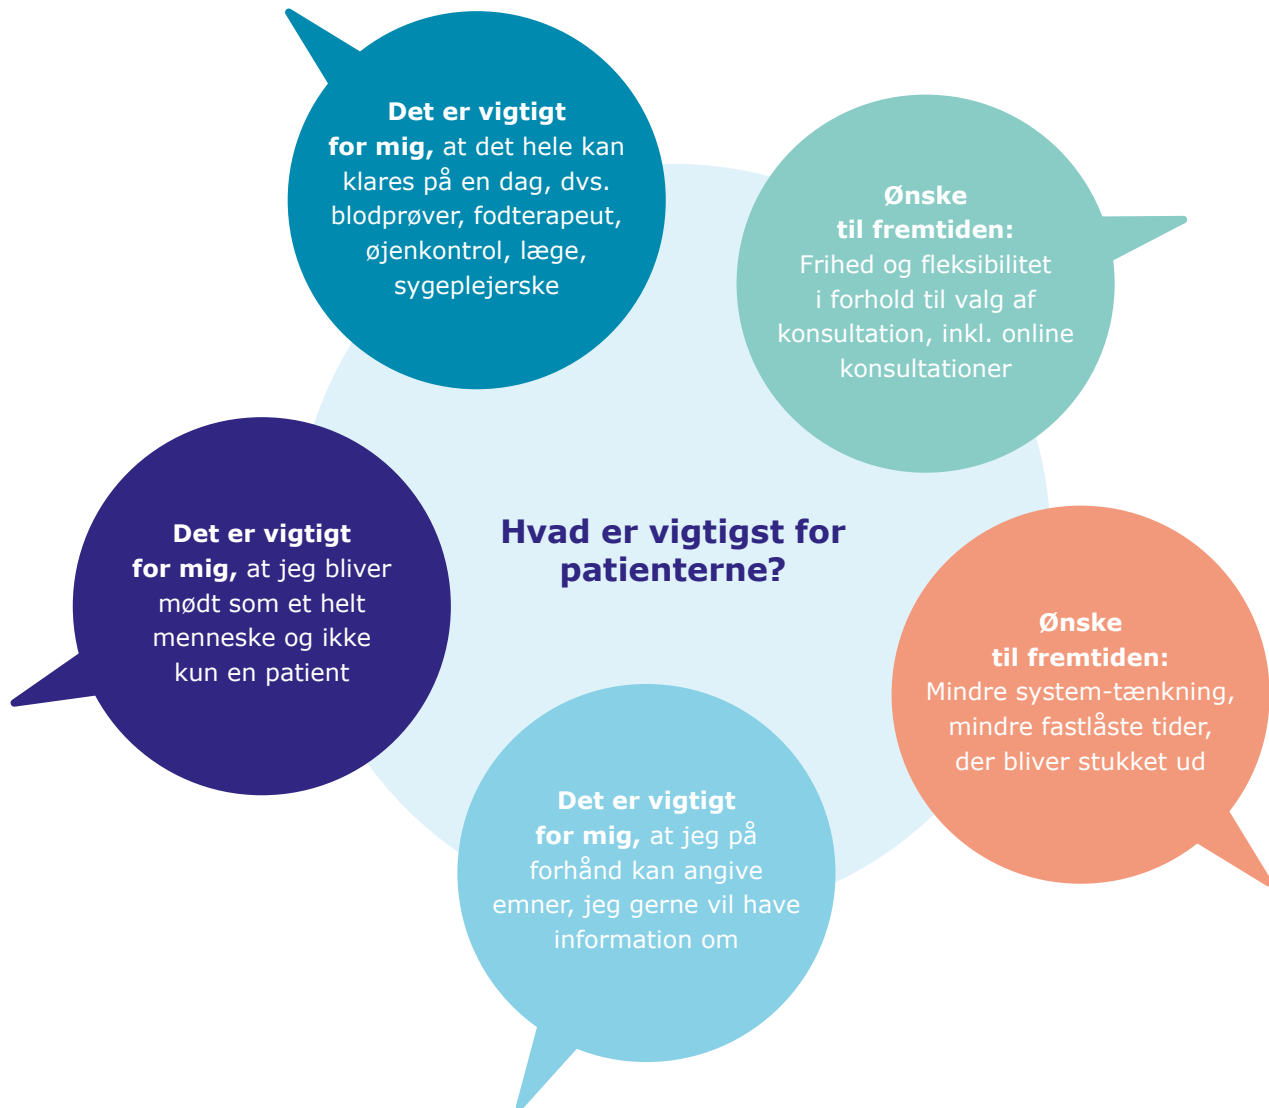 Det er vigtigt
for mig, at det hele kan
klares på en dag, dvs.
blodprøver, fodterapeut,
øjenkontrol, læge,
sygeplejerske
Ønske
til fremtiden:
Frihed og fleksibilitet
i forhold til valg af
konsultation, inkl. online
konsultationer
Hvad er vigtigst for
patienterne?
Det er vigtigt
for mig, at jeg bliver
mødt som et helt
menneske og ikke
kun en patient
Ønske
til fremtiden:
Mindre system-tænkning,
mindre fastlåste tider,
der bliver stukket ud
Det er vigtigt
for mig, at jeg på
forhånd kan angive
emner, jeg gerne vil have
information om